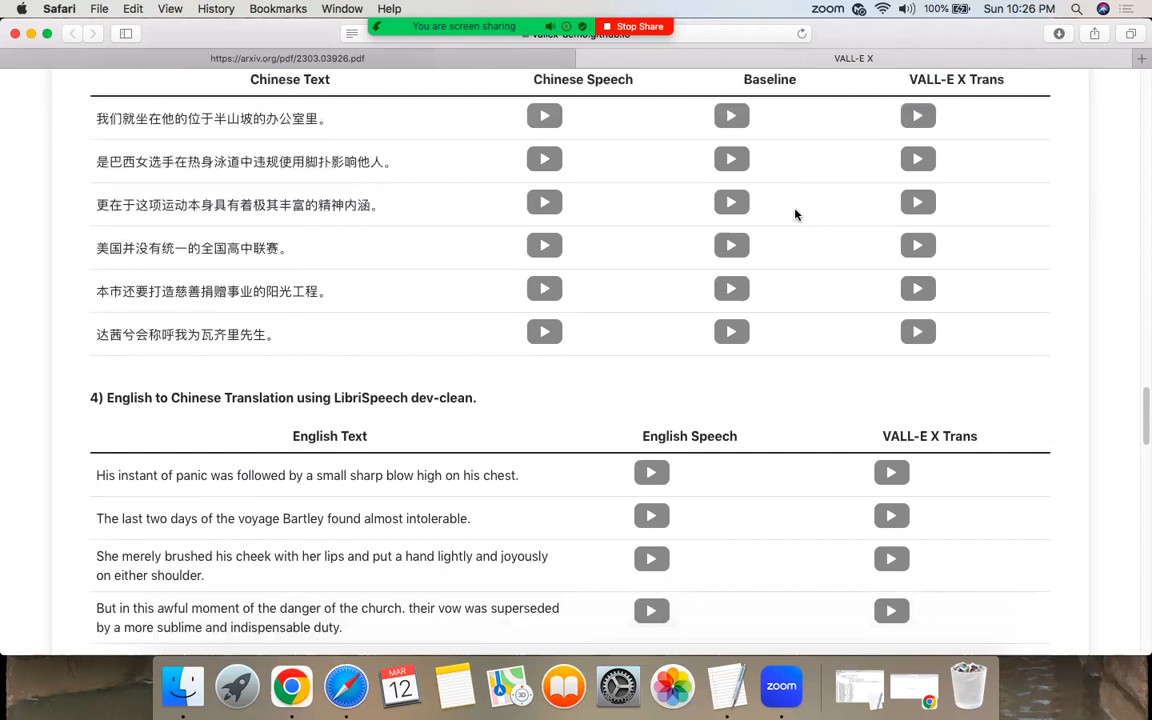 Safari File Edit View History Bookmarks Window Help zoom 100% Sun 10:26 PM
You are screen sharing Stop Share
https://arxiv.org/pdf/2303.03926.pdf VALL-E X
Chinese Text Chinese Speech Baseline VALL-E X Trans
我们就坐在他的位于半山坡的办公室里。
是巴西女选手在热身泳道中违规使用脚扑影响他人。
更在于这项运动本身具有着极其丰富的精神内涵。
美国并没有统一的全国高中联赛。
本市还要打造慈善捐赠事业的阳光工程。
达茜兮会称呼我为瓦齐里先生。
4) English to Chinese Translation using LibriSpeech dev-clean.
English Text English Speech VALL-E X Trans
His instant of panic was followed by a small sharp blow high on his chest.
The last two days of the voyage Bartley found almost intolerable.
She merely brushed his cheek with her lips and put a hand lightly and joyously
on either shoulder.
But in this awful moment of the danger of the church. their vow was superseded
by a more sublime and indispensable duty.
MAR
12
3D
zoom